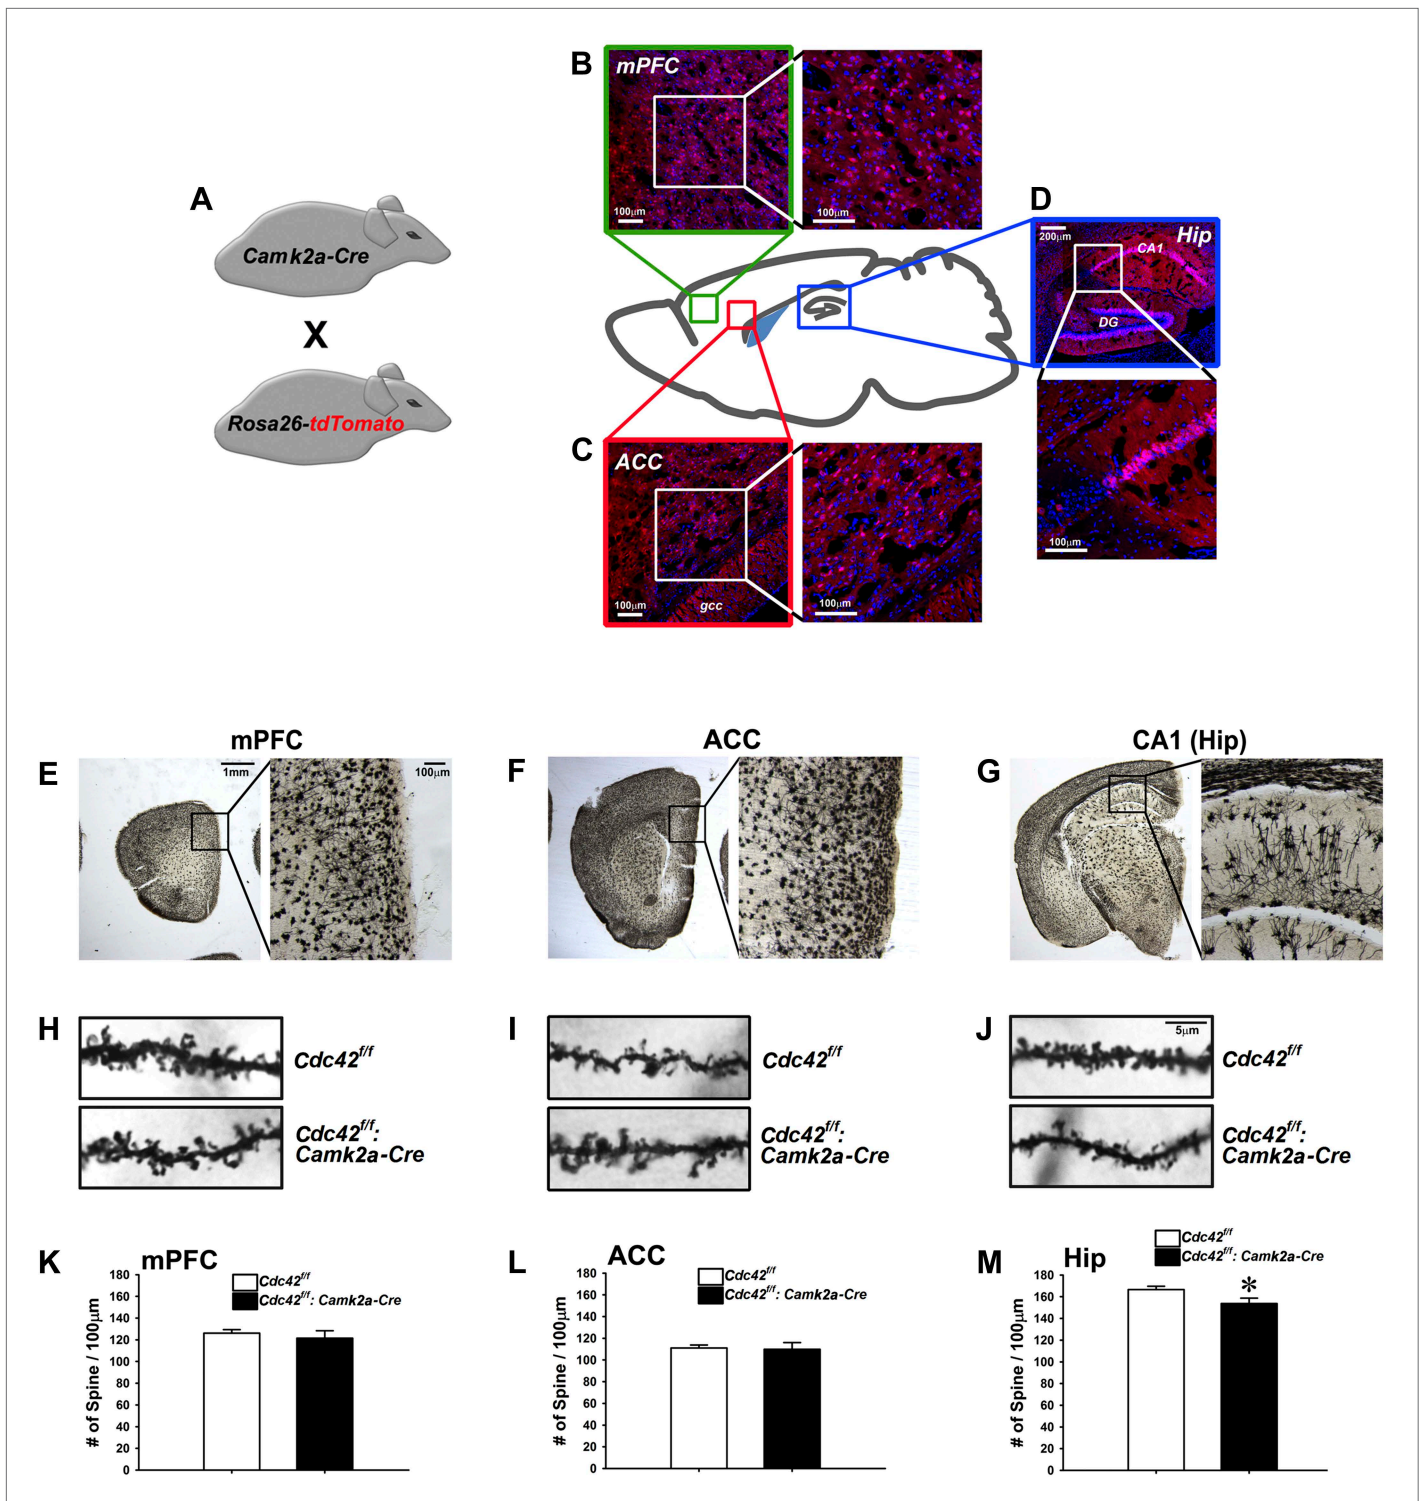 A
Camk2a-Cre
X
Rosa26-tdTomato
B
mPFC
100µm
100µm
D
200µm
Hip
CA1
DG
100µm
C
ACC
100µm
gcc
100µm
mPFC
E
1mm
100µm
ACC
F
CA1 (Hip)
G
H
Cdc42f/f
Cdc42f/f:
Camk2a-Cre
I
Cdc42f/f
Cdc42f/f:
Camk2a-Cre
J
5µm
Cdc42f/f
Cdc42f/f:
Camk2a-Cre
K
mPFC
Cdc42f/f
Cdc42f/f: Camk2a-Cre
# of Spine / 100µm
180
160
140
120
100
80
60
40
20
0
L
ACC
Cdc42f/f
Cdc42f/f: Camk2a-Cre
# of Spine / 100µm
180
160
140
120
100
80
60
40
20
0
M
Hip
Cdc42f/f
Cdc42f/f: Camk2a-Cre
*
# of Spine / 100µm
180
160
140
120
100
80
60
40
20
0